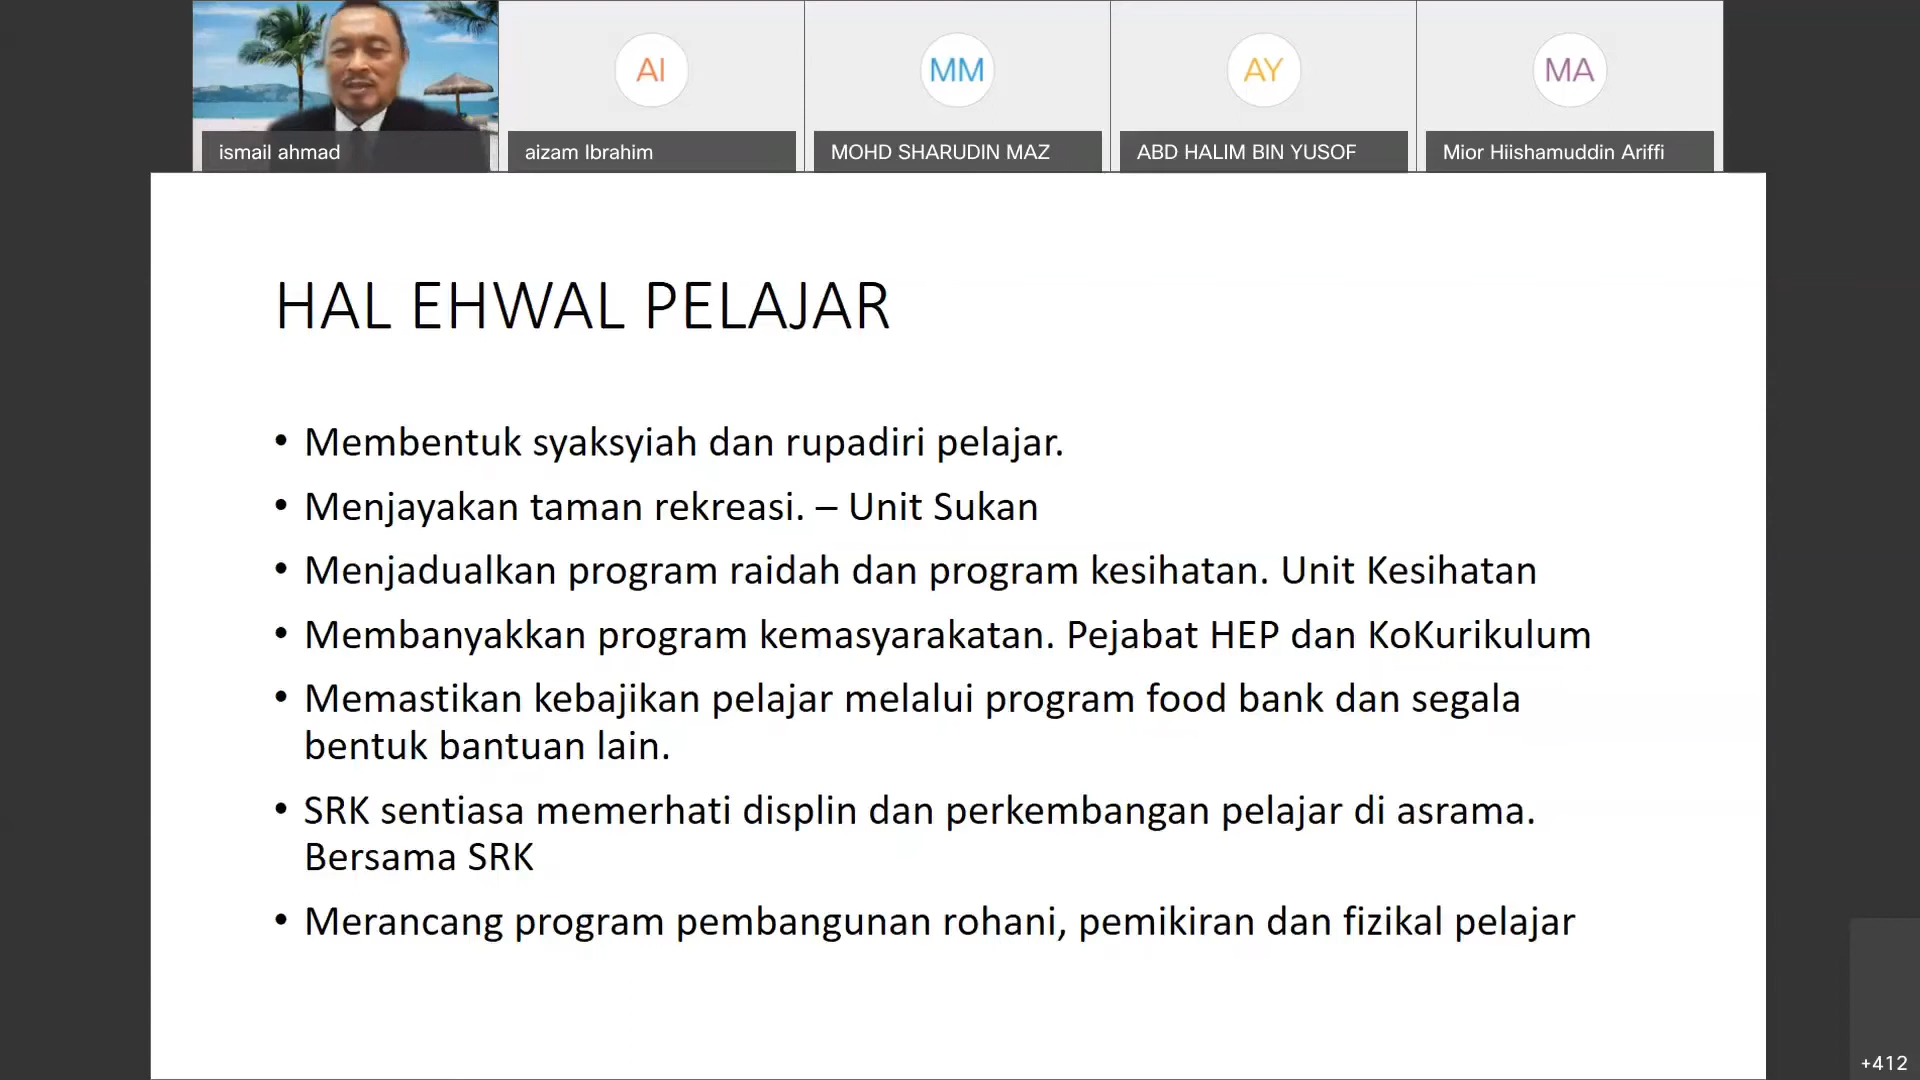 AI
MM
AY
MA
ismail ahmad
aizam Ibrahim
MOHD SHARUDIN MAZ
ABD HALIM BIN YUSOF
Mior Hiishamuddin Ariffi
HAL EHWAL PELAJAR
• Membentuk syaksyiah dan rupadiri pelajar.
• Menjayakan taman rekreasi. – Unit Sukan
• Menjadualkan program raidah dan program kesihatan. Unit Kesihatan
• Membanyakkan program kemasyarakatan. Pejabat HEP dan KoKurikulum
• Memastikan kebajikan pelajar melalui program food bank dan segala
bentuk bantuan lain.
• SRK sentiasa memerhati displin dan perkembangan pelajar di asrama.
Bersama SRK
• Merancang program pembangunan rohani, pemikiran dan fizikal pelajar
+412